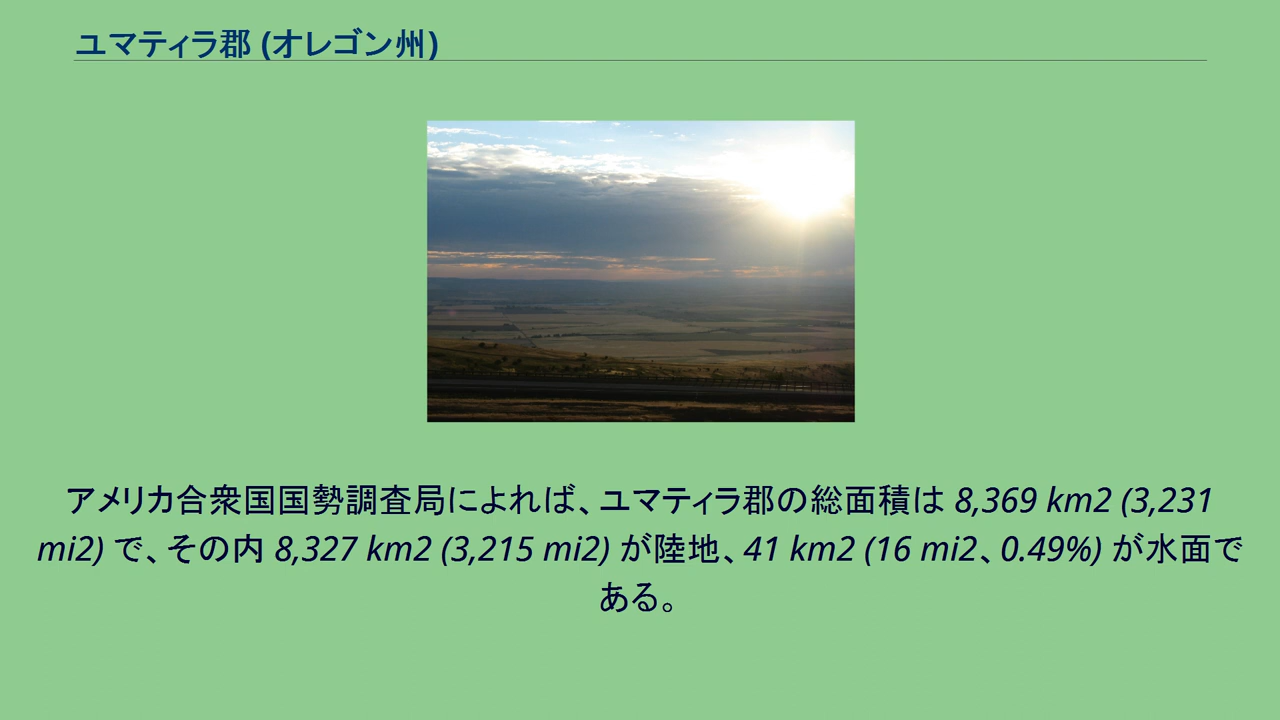 ユマティラ郡 (オレゴン州)
アメリカ合衆国国勢調査局によれば、ユマティラ郡の総面積は 8,369 km2 (3,231
mi2) で、その内 8,327 km2 (3,215 mi2) が陸地、41 km2 (16 mi2、0.49%) が水面で
ある。